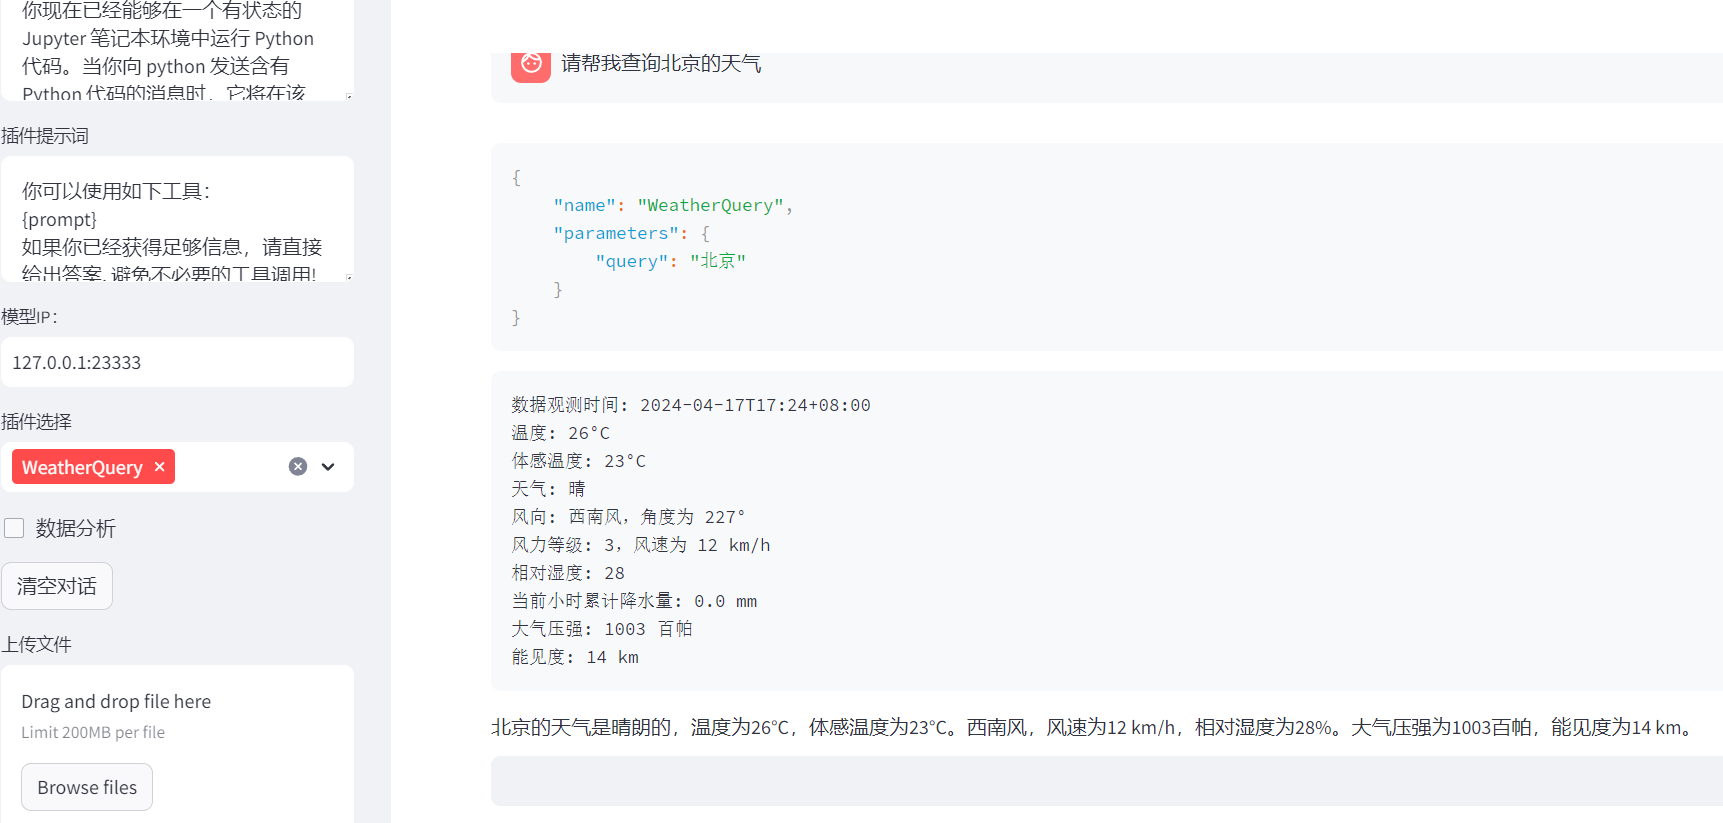 你现在已经能够在一个有状态的
Jupyter 笔记本环境中运行 Python
代码。当你向 python 发送含有
Python 代码的消息时，它将在该
插件提示词
你可以使用如下工具：
{prompt}
如果你已经获得足够信息，请直接
给出答案. 避免不必要的工具调用!
模型IP：
127.0.0.1:23333
插件选择
WeatherQuery
数据分析
清空对话
上传文件
Drag and drop file here
Limit 200MB per file
Browse files
请帮我查询北京的天气
{
"name": "WeatherQuery",
"parameters": {
"query": "北京"
}
}
数据观测时间: 2024-04-17T17:24+08:00
温度: 26°C
体感温度: 23°C
天气: 晴
风向: 西南风，角度为 227°
风力等级: 3，风速为 12 km/h
相对湿度: 28
当前小时累计降水量: 0.0 mm
大气压强: 1003 百帕
能见度: 14 km
北京的天气是晴朗的，温度为26°C，体感温度为23°C。西南风，风速为12 km/h，相对湿度为28%。大气压强为1003百帕，能见度为14 km。